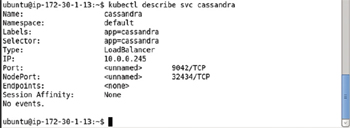 ubuntu@ip-172-30-1-13:~$ kubectl describe svc cassandra
Name: cassandra
Namespace: default
Labels: app=cassandra
Selector: app=cassandra
Type: LoadBalancer
IP: 10.0.0.245
Port: <unnamed> 9042/TCP
NodePort: <unnamed> 32434/TCP
Endpoints: <none>
Session Affinity: None
No events.
ubuntu@ip-172-30-1-13:~$